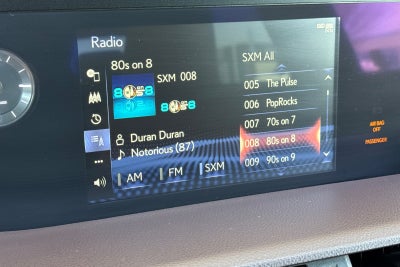 Radio
80s on 8
SXM 008
SXM All
005 The Pulse
006 PopRocks
007 70s on 7
008 80s on 8
009 90s on 9
Duran Duran
Notorious (87)
AM FM SXM
AIR BAG
OFF
PASSENGER